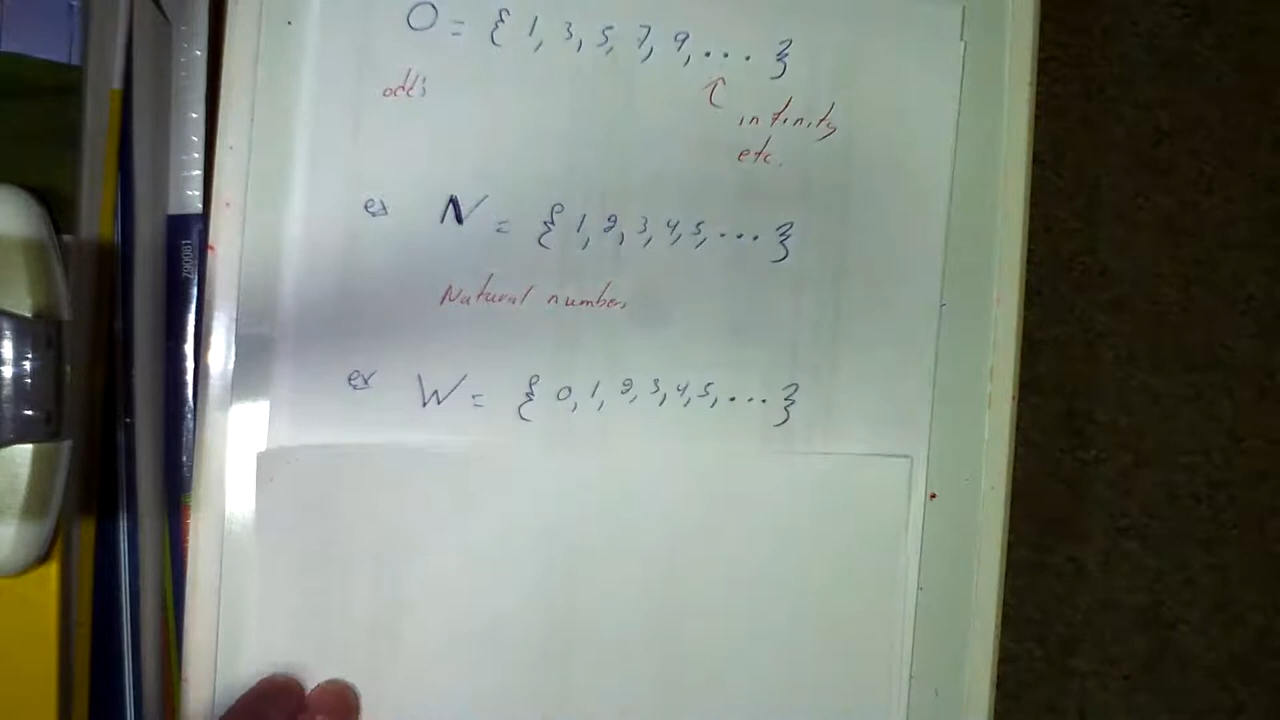 O = { 1, 3, 5, 7, 9, ... }
odds
infinity
etc.
ex N = { 1, 2, 3, 4, 5, ... }
Natural numbers
ex W = { 0, 1, 2, 3, 4, 5, ... }
Z90081